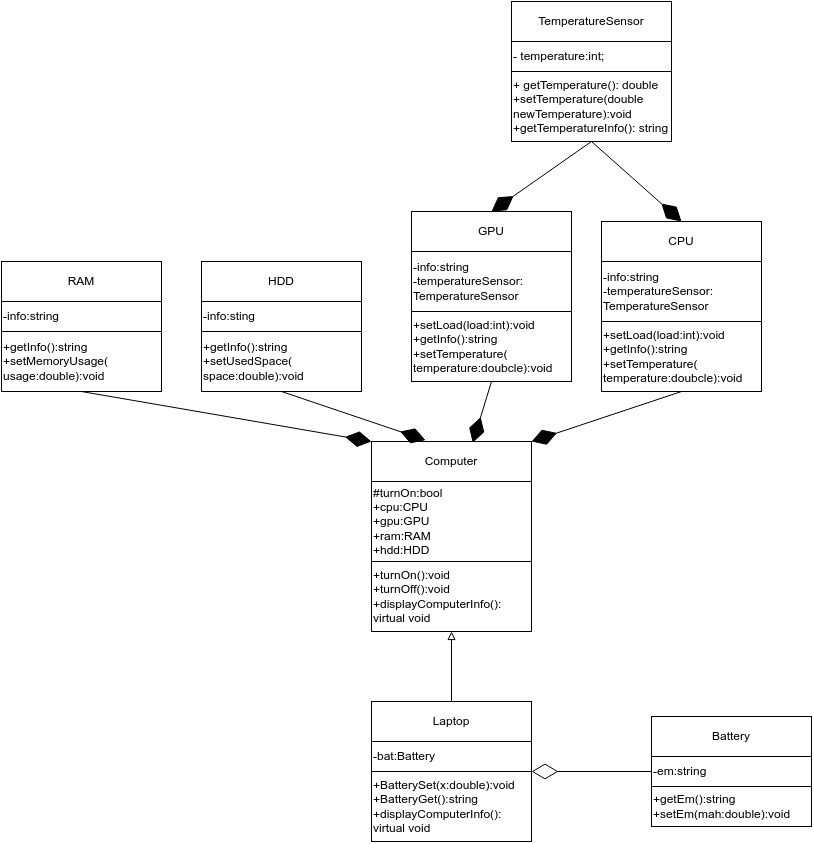 TemperatureSensor
- temperature:int;
+ getTemperature(): double
+setTemperature(double
newTemperature):void
+getTemperatureInfo(): string
GPU
-info:string
-temperatureSensor:
TemperatureSensor
+setLoad(load:int):void
+getInfo():string
+setTemperature(
temperature:doubcle):void
CPU
-info:string
-temperatureSensor:
TemperatureSensor
+setLoad(load:int):void
+getInfo():string
+setTemperature(
temperature:doubcle):void
RAM
-info:string
+getInfo():string
+setMemoryUsage(
usage:double):void
HDD
-info:sting
+getInfo():string
+setUsedSpace(
space:double):void
Computer
#turnOn:bool
+cpu:CPU
+gpu:GPU
+ram:RAM
+hdd:HDD
+turnOn():void
+turnOff():void
+displayComputerInfo():
virtual void
Laptop
-bat:Battery
+BatterySet(x:double):void
+BatteryGet():string
+displayComputerInfo():
virtual void
Battery
-em:string
+getEm():string
+setEm(mah:double):void